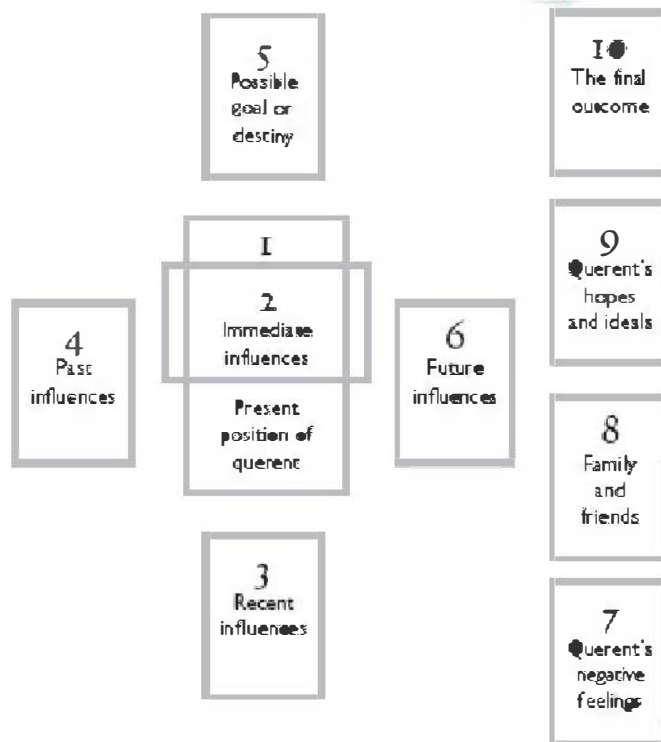 5
Possible
goal or
destiny
10
The final
outcome
1
2
Immediate
influences
Present
position of
querent
4
Past
influences
6
Future
influences
9
Querent's
hopes
and ideals
8
Family
and
friends
3
Recent
influences
7
Querent's
negative
feelings